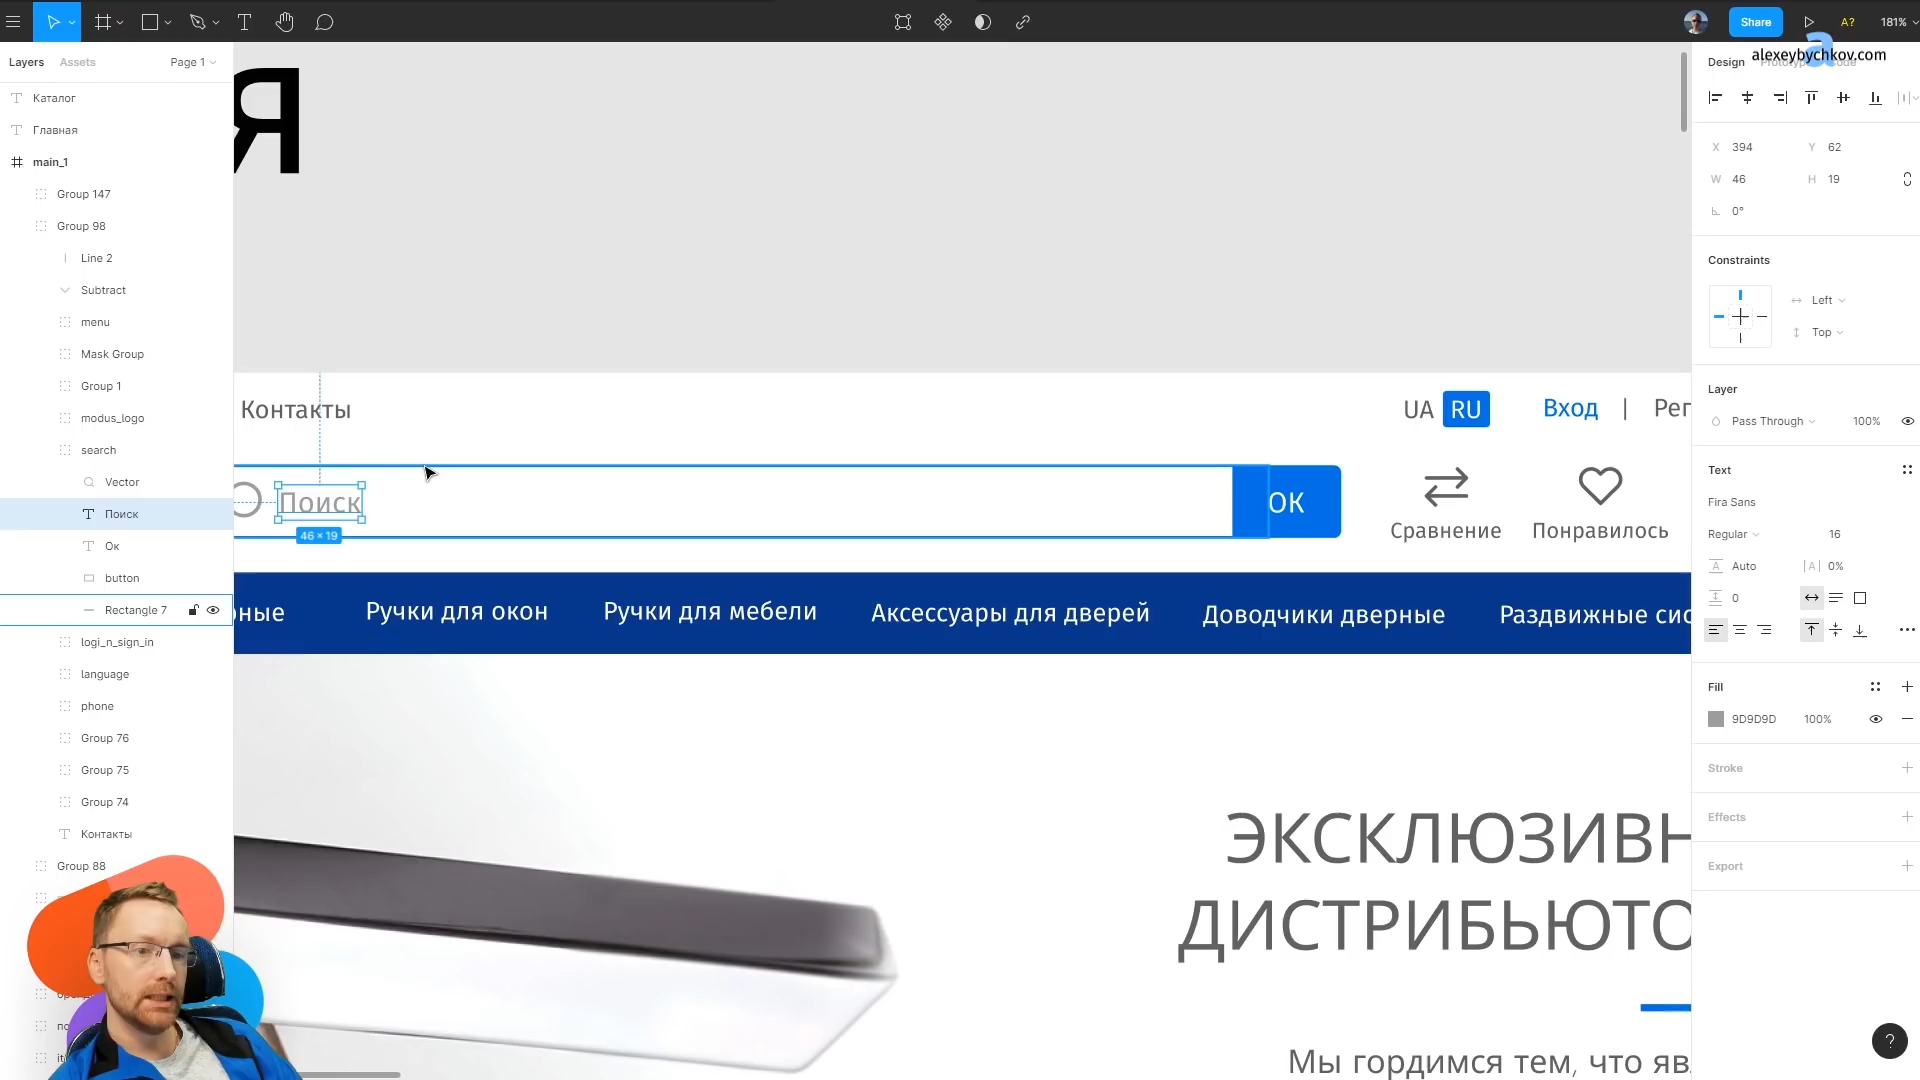 Share
A?
181%
alexeybychkov.com
Layers
Assets
Page 1
Design
Каталог
Главная
main_1
Group 147
Group 98
Line 2
Subtract
menu
Mask Group
Group 1
modus_logo
search
Vector
Поиск
Ок
button
Rectangle 7
logi_n_sign_in
language
phone
Group 76
Group 75
Group 74
Контакты
Group 88
Я
Контакты
UA
RU
Вход
|
Рег
Поиск
46 × 19
ОК
Сравнение
Понравилось
рные
Ручки для окон
Ручки для мебели
Аксессуары для дверей
Доводчики дверные
Раздвижные сис
ЭКСКЛЮЗИВН
ДИСТРИБЬЮТО
Мы гордимся тем, что яв
X 394
Y 62
W 46
H 19
0°
Constraints
Left
Top
Layer
Pass Through
100%
Text
Fira Sans
Regular
16
Auto
0%
0
Fill
9D9D9D
100%
Stroke
Effects
Export
?